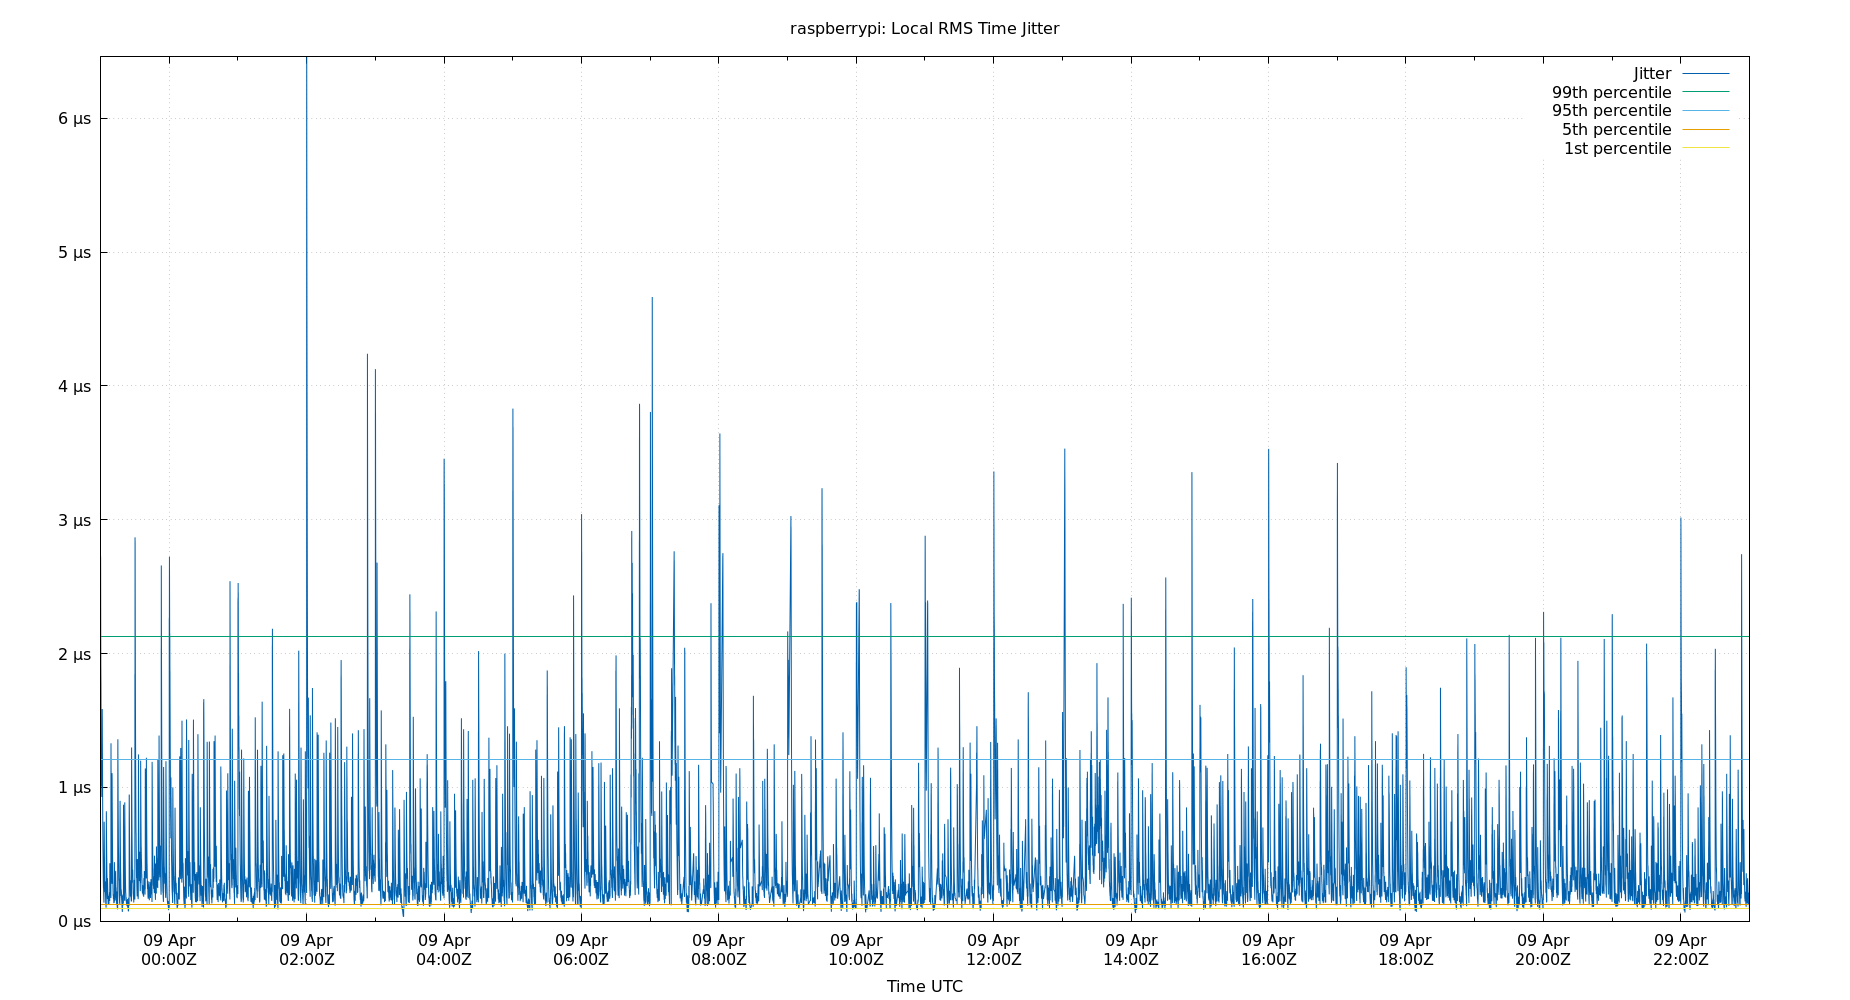 raspberrypi: Local RMS Time Jitter
Jitter
99th percentile
95th percentile
5th percentile
1st percentile
6 µs
5 µs
4 µs
3 µs
2 µs
1 µs
0 µs
09 Apr 09 Apr 09 Apr 09 Apr 09 Apr 09 Apr 09 Apr 09 Apr 09 Apr 09 Apr 09 Apr 09 Apr
00:00Z 02:00Z 04:00Z 06:00Z 08:00Z 10:00Z 12:00Z 14:00Z 16:00Z 18:00Z 20:00Z 22:00Z
Time UTC